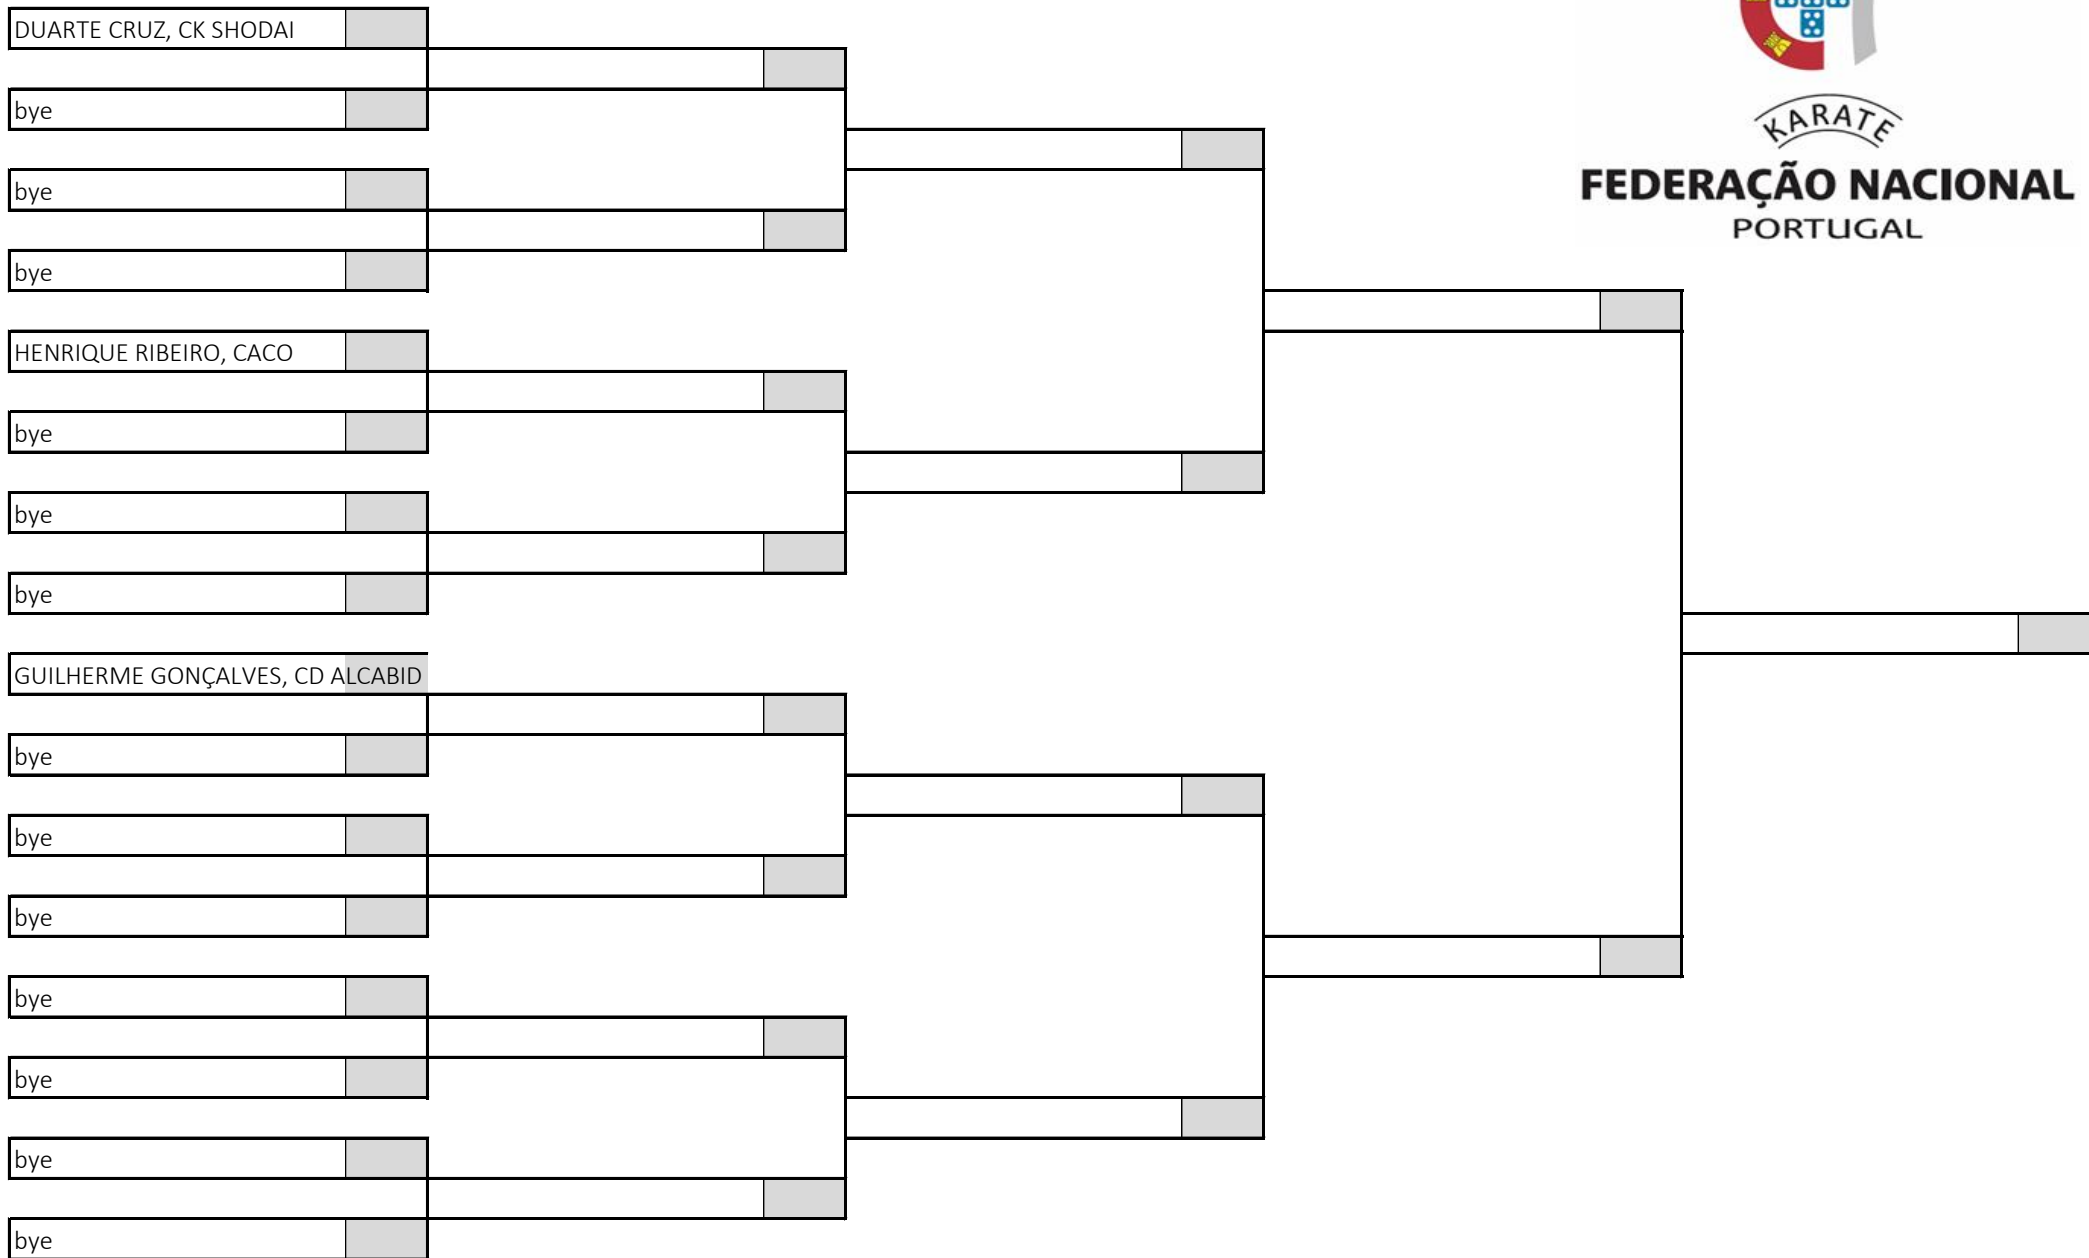 DUARTE CRUZ, CK SHODAI
bye
bye
bye
HENRIQUE RIBEIRO, CACO
bye
bye
bye
GUILHERME GONÇALVES, CD ALCABID
bye
bye
bye
bye
bye
bye
bye
KARATE
FEDERAÇÃO NACIONAL
PORTUGAL